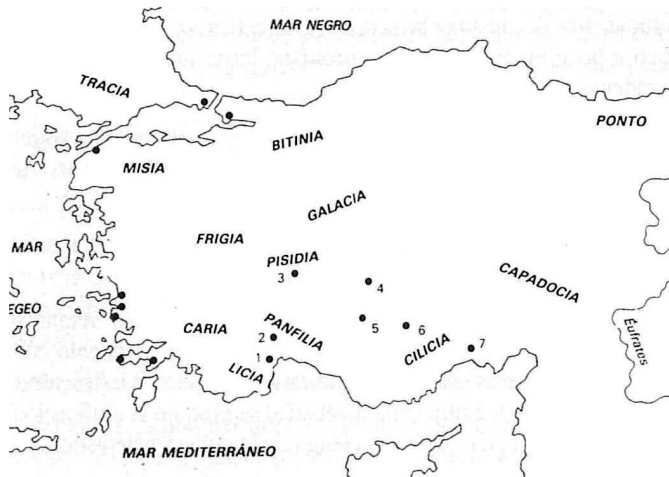 MAR NEGRO
TRACIA
PONTO
BITINIA
MISIA
GALACIA
FRIGIA
MAR
PISIDIA
3
4
CAPADOCIA
EGEO
CARIA
PANFILIA
5
6
Eufrates
2
CILICIA
7
1
LICIA
MAR MEDITERRÁNEO